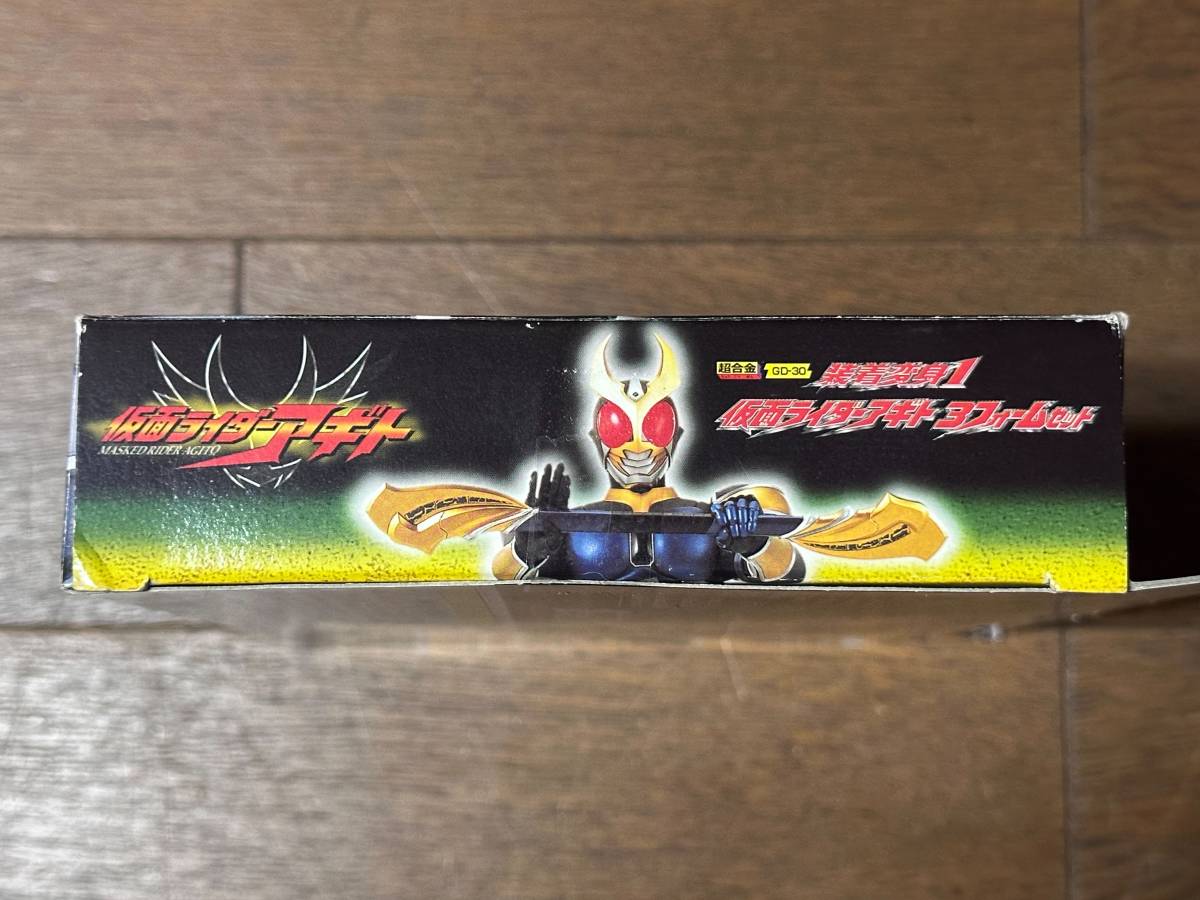 仮面ライダーアギト
MASKED RIDER AGITΩ
超合金 GD-30 装着変身1
仮面ライダーアギト 3フォームセット